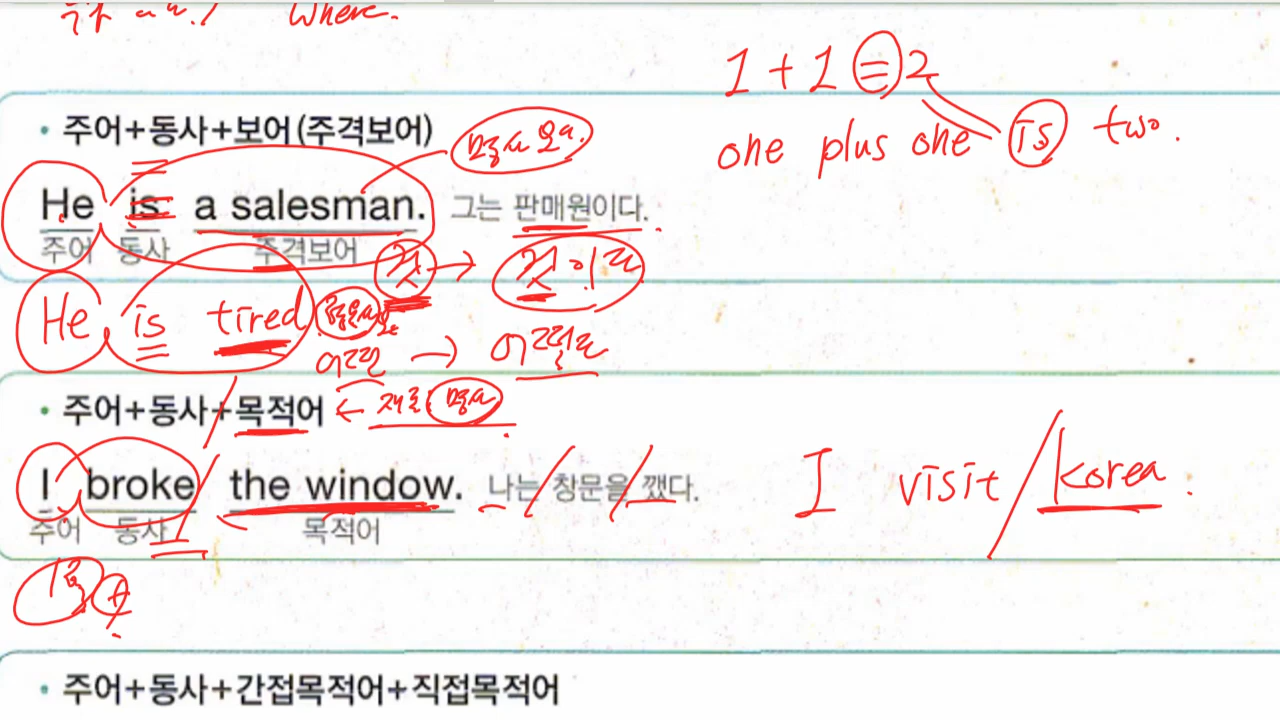 where.
1 + 1 = 2
one plus one is two.
• 주어+동사+보어(주격보어)
명사 요소.
He is a salesman. 그는 판매원이다.
주어 동사 주격보어
것 → 것이다
He is tired
어떤 → 어떻다
• 주어+동사+목적어 ← 재료 명사
I broke the window. 나는 창문을 깼다.
주어 동사 목적어
I visit korea.
• 주어+동사+간접목적어+직접목적어